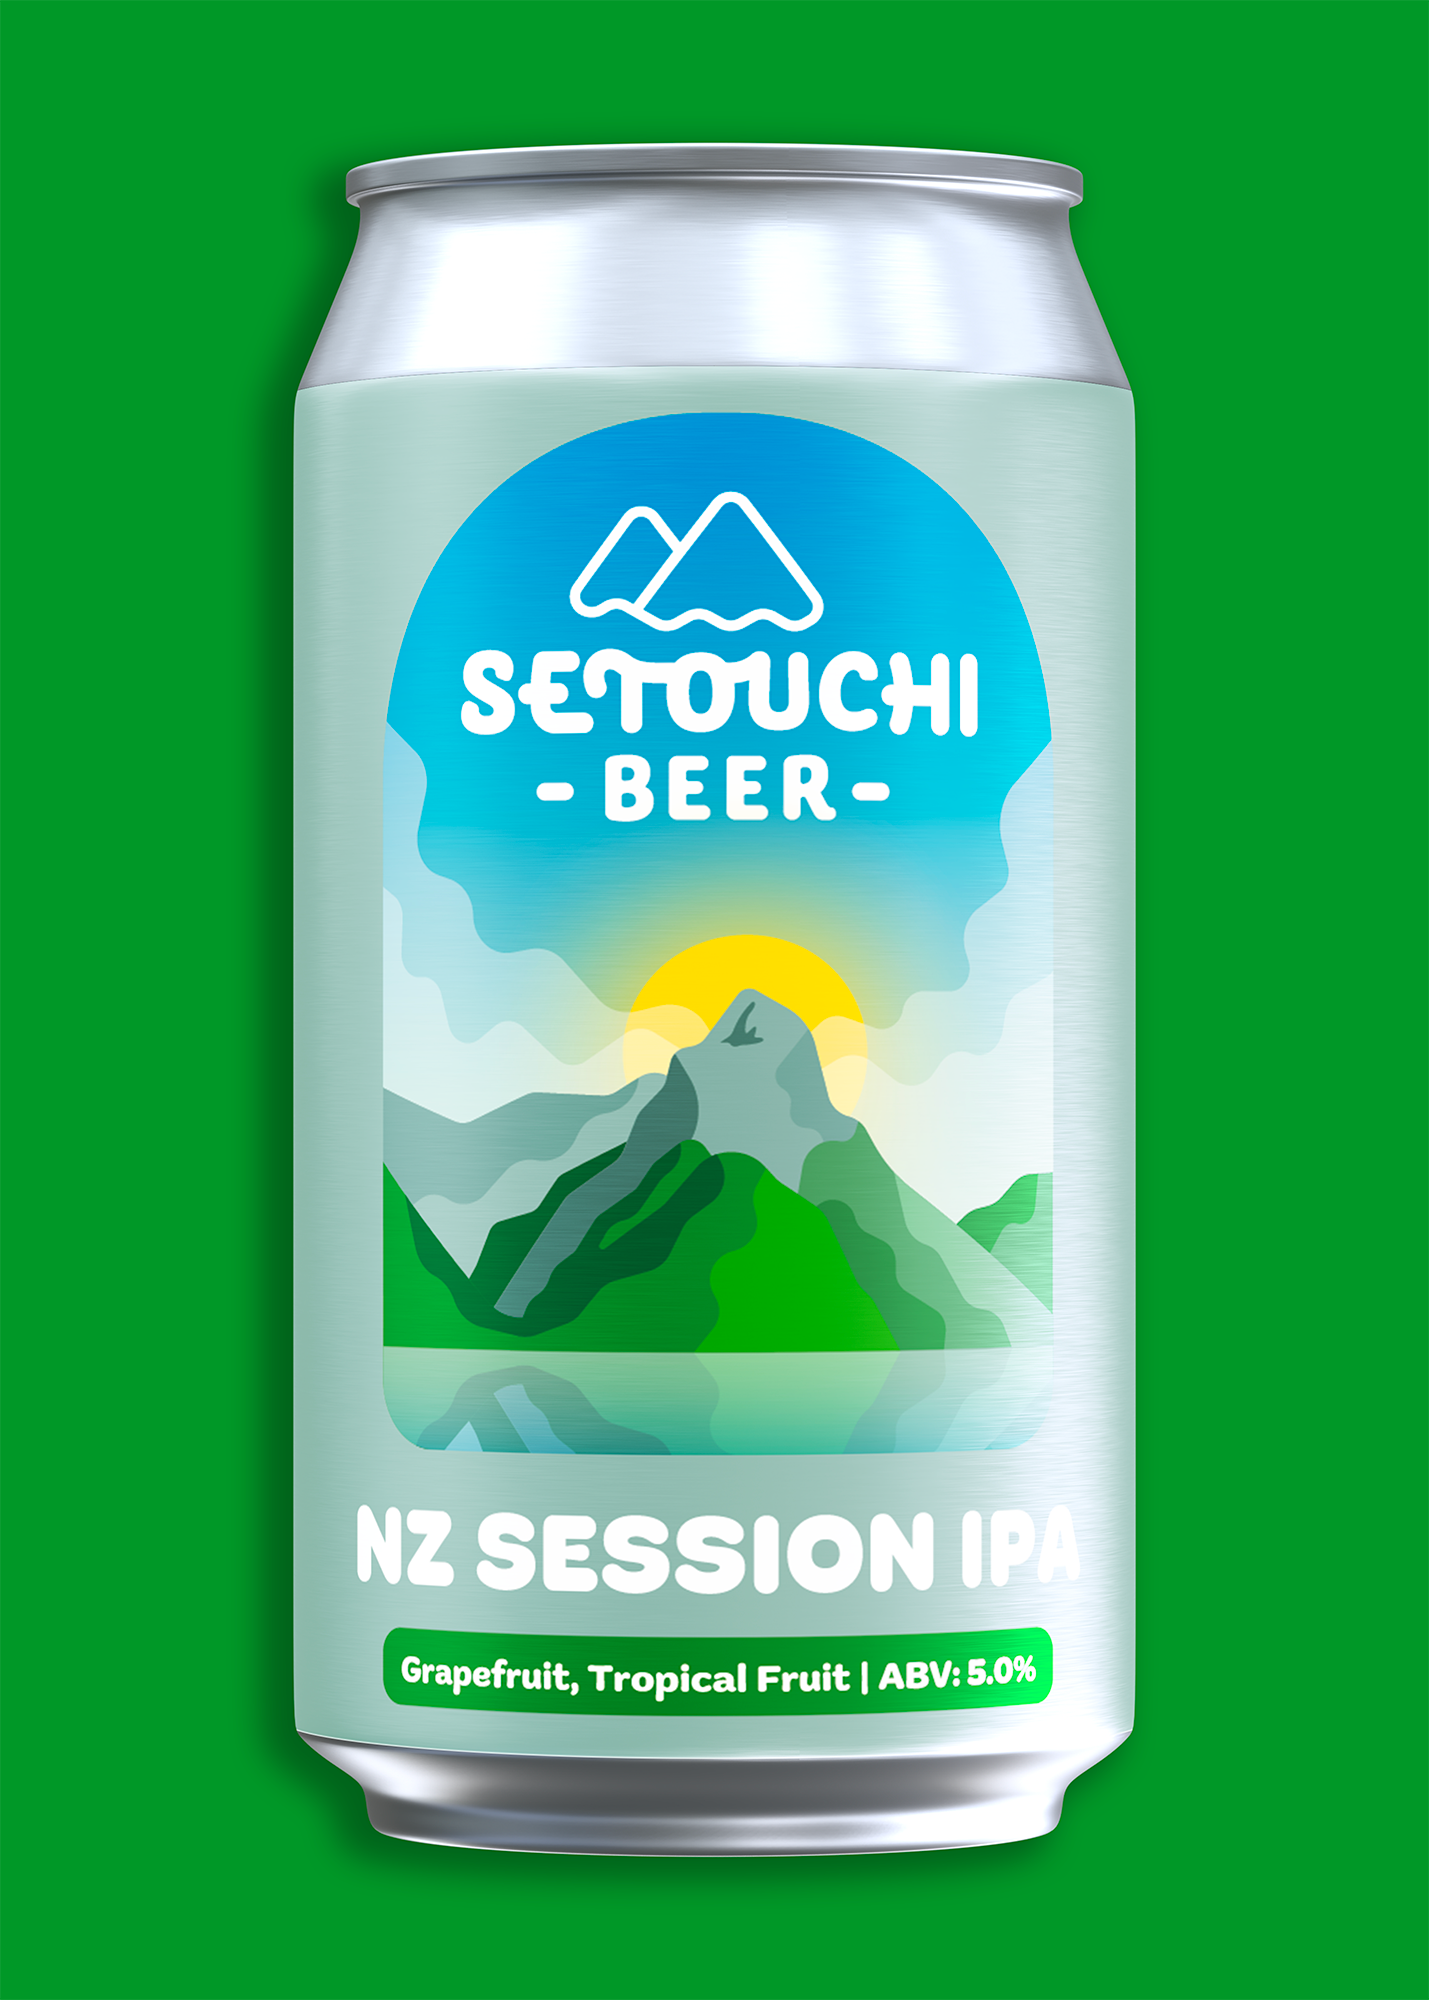 SETOUCHI
- BEER -
NZ SESSION IPA
Grapefruit, Tropical Fruit | ABV: 5.0%